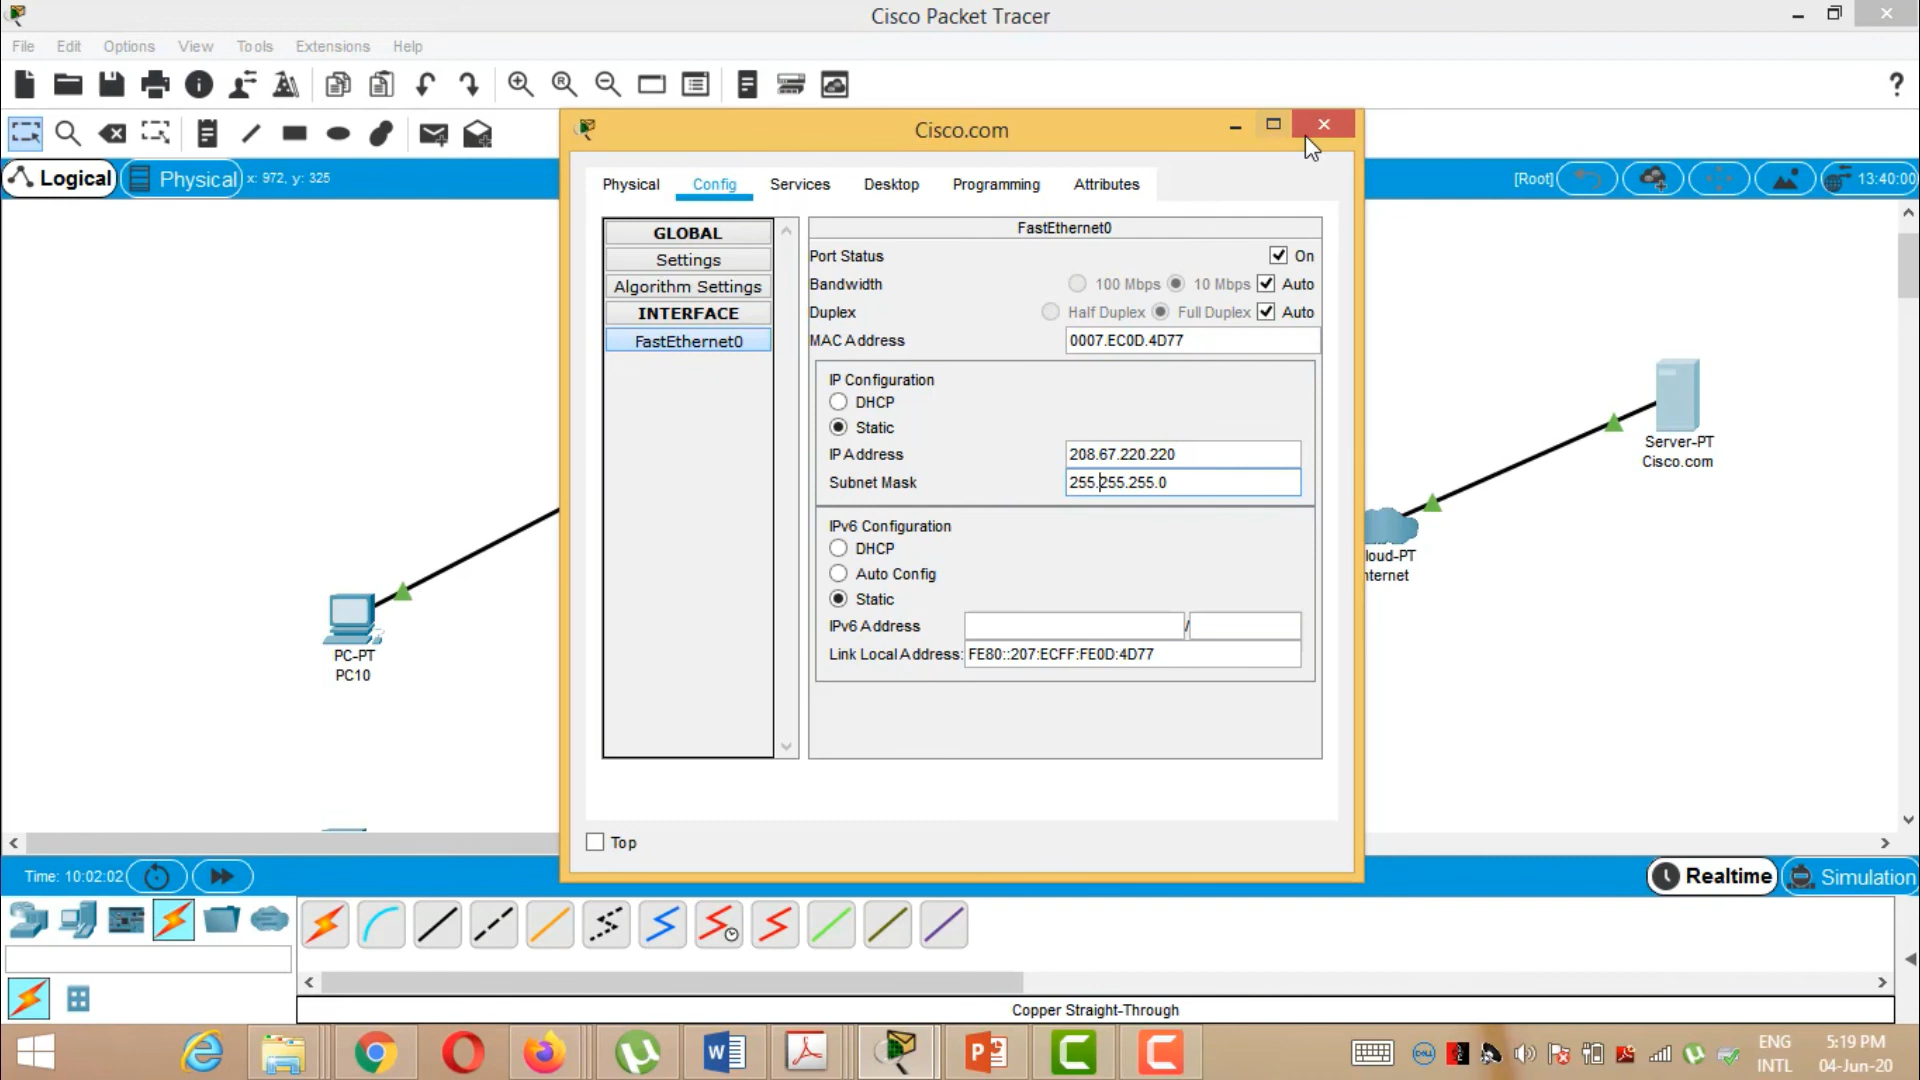 Cisco Packet Tracer
File Edit Options View Tools Extensions Help
?
Cisco.com
Logical Physical x: 972, y: 325
[Root] 13:40:00
Physical Config Services Desktop Programming Attributes
GLOBAL
Settings
Algorithm Settings
INTERFACE
FastEthernet0
FastEthernet0
Port Status On
Bandwidth 100 Mbps 10 Mbps Auto
Duplex Half Duplex Full Duplex Auto
MAC Address 0007.EC0D.4D77
IP Configuration
DHCP
Static
IP Address 208.67.220.220
Subnet Mask 255.255.255.0
IPv6 Configuration
DHCP
Auto Config
Static
IPv6 Address /
Link Local Address: FE80::207:ECFF:FE0D:4D77
Top
PC-PT
PC10
Server-PT
Cisco.com
loud-PT
nternet
Time: 10:02:02
Realtime Simulation
Copper Straight-Through
ENG
INTL
5:19 PM
04-Jun-20